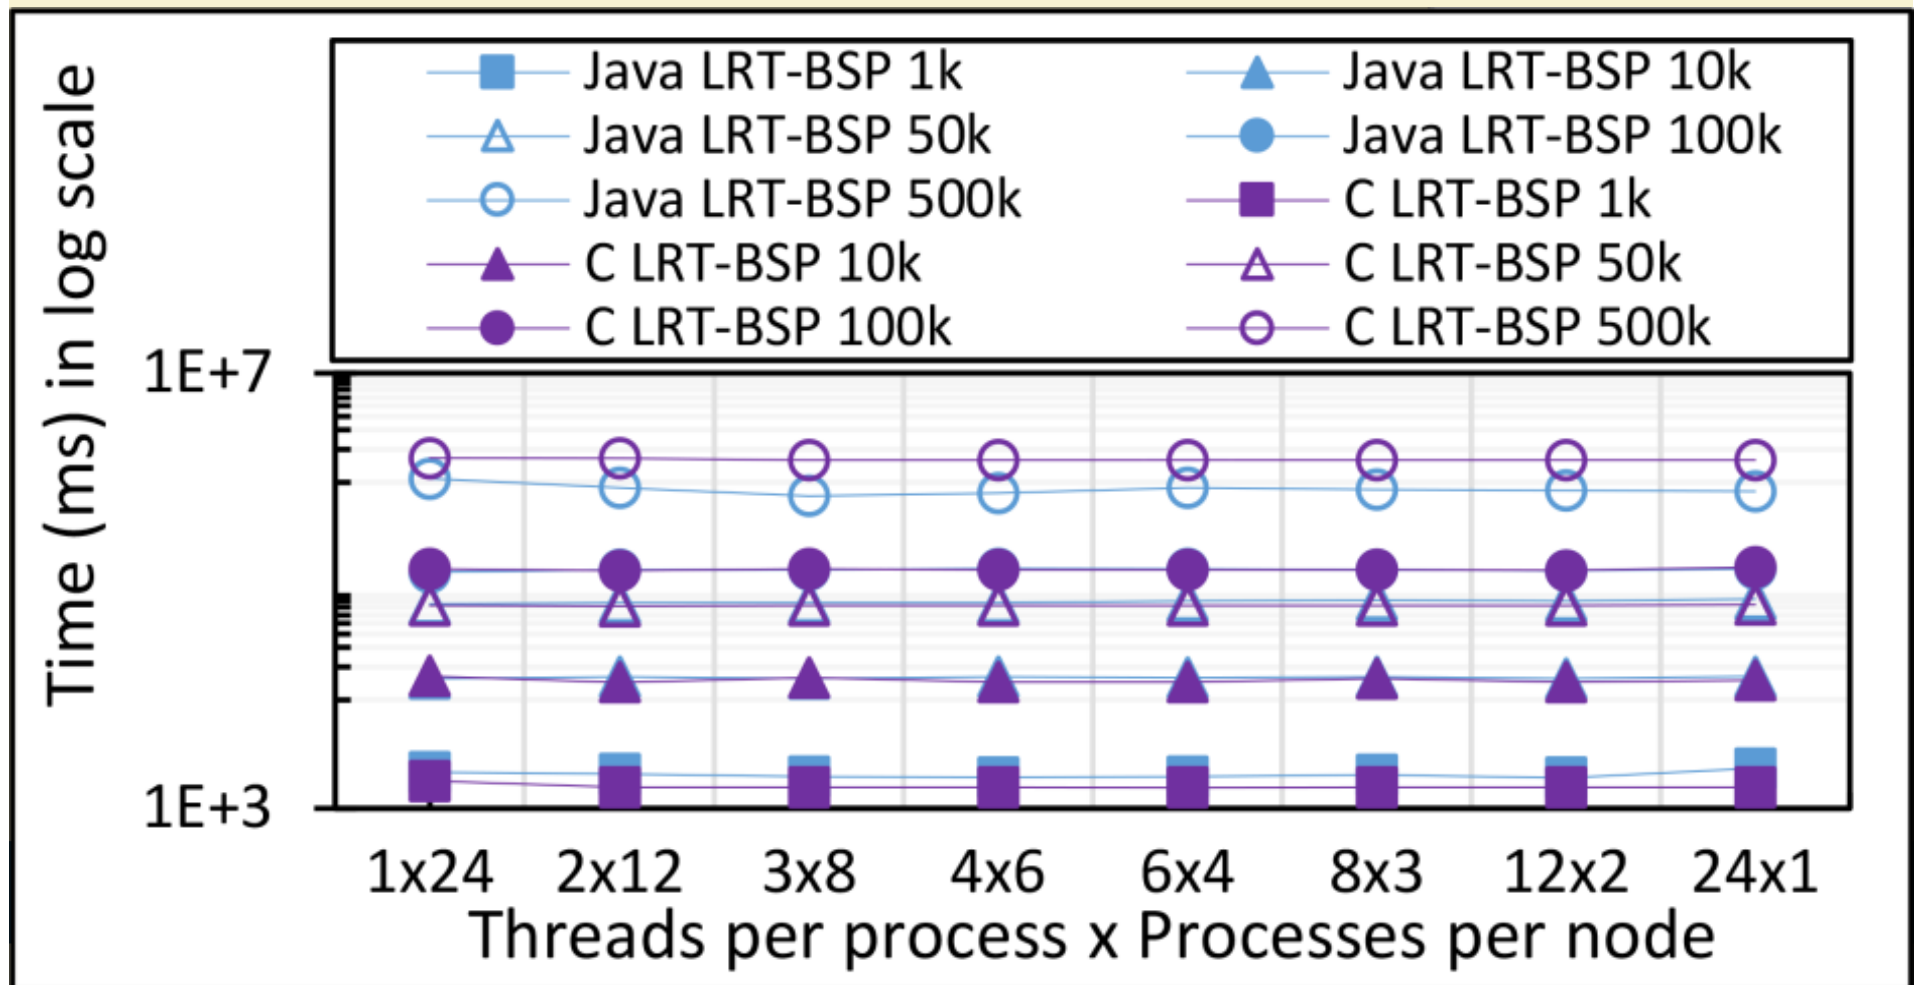 Time (ms) in log scale
Java LRT-BSP 1k
Java LRT-BSP 10k
Java LRT-BSP 50k
Java LRT-BSP 100k
Java LRT-BSP 500k
C LRT-BSP 1k
C LRT-BSP 10k
C LRT-BSP 50k
C LRT-BSP 100k
C LRT-BSP 500k
1E+7
1E+3
1x24 2x12 3x8 4x6 6x4 8x3 12x2 24x1
Threads per process x Processes per node